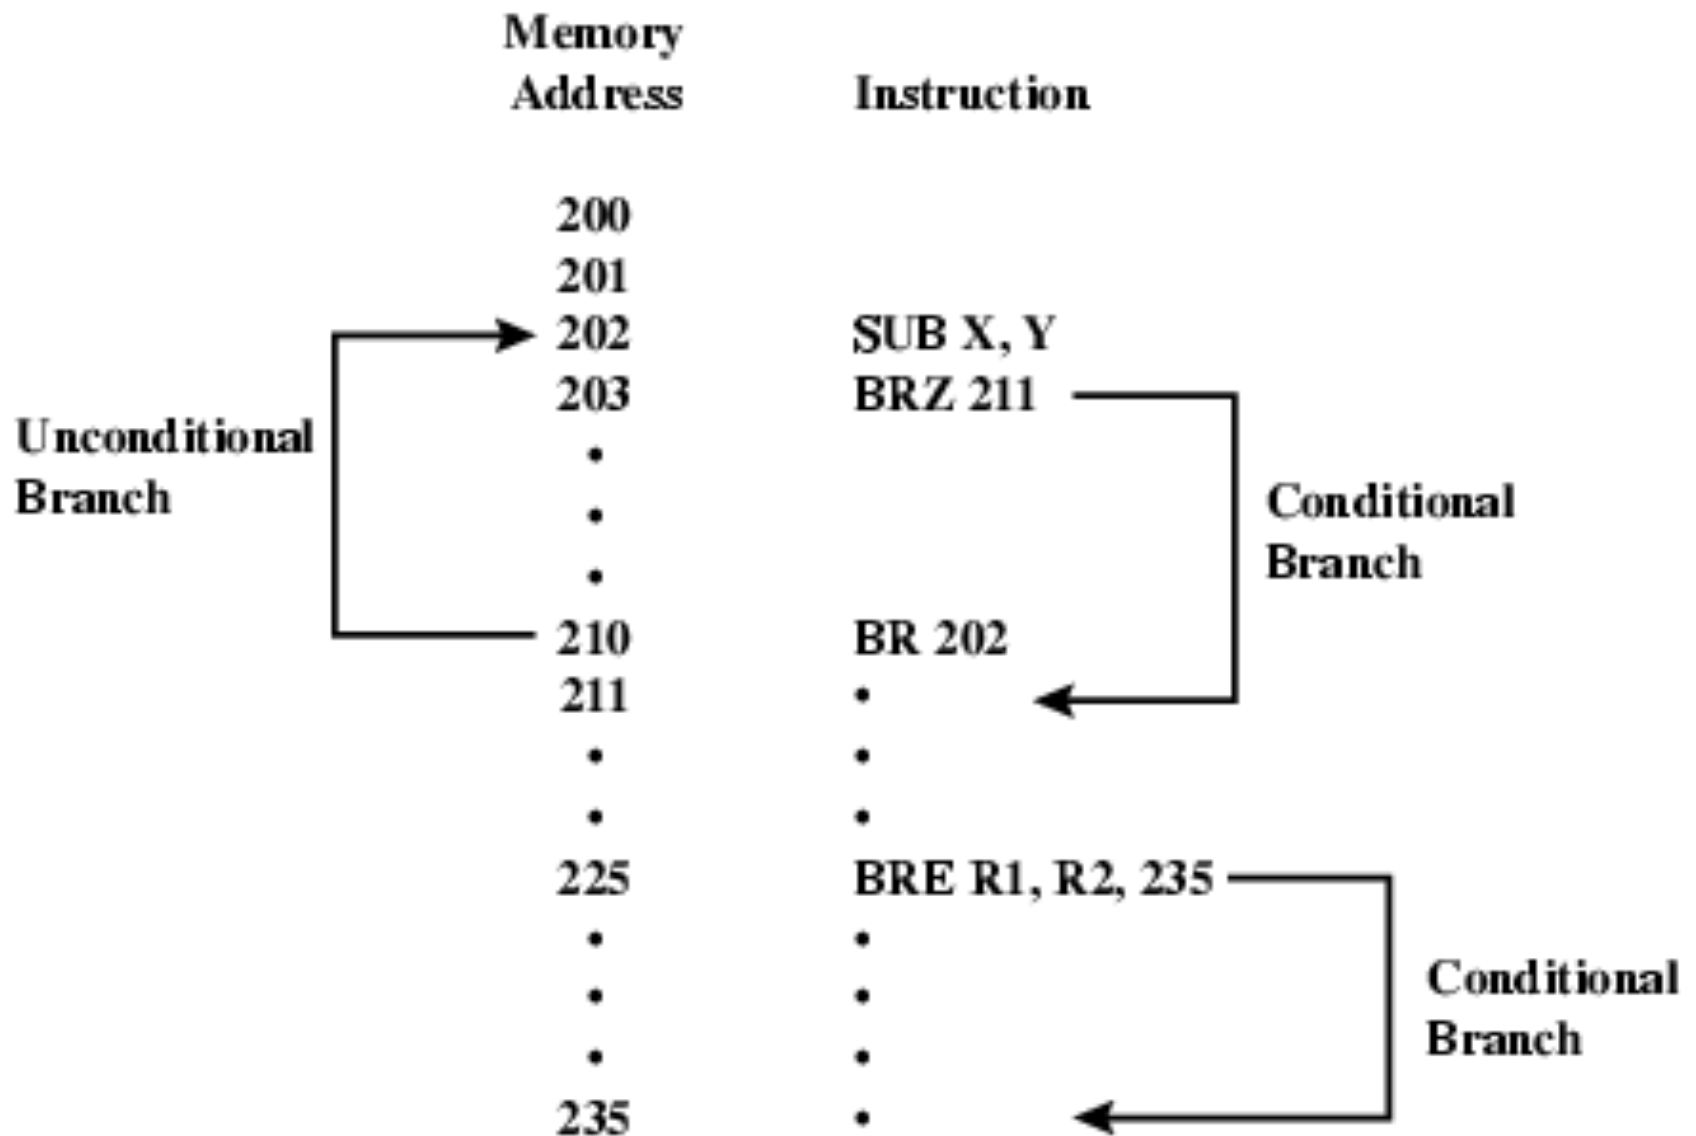 Memory
Address Instruction
200
201
202 SUB X, Y
203 BRZ 211
Unconditional
Branch
•
•
•
Conditional
Branch
210 BR 202
211 •
• •
• •
225 BRE R1, R2, 235
• •
• •
• •
Conditional
Branch
235 •